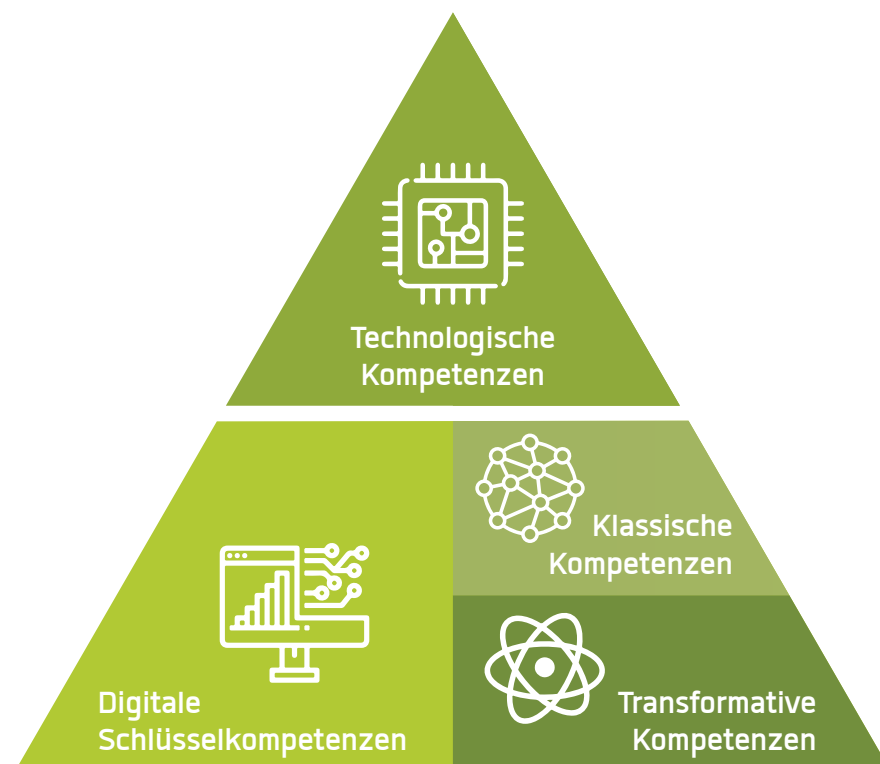 Technologische
Kompetenzen
Klassische
Kompetenzen
Digitale
Schlüsselkompetenzen
Transformative
Kompetenzen